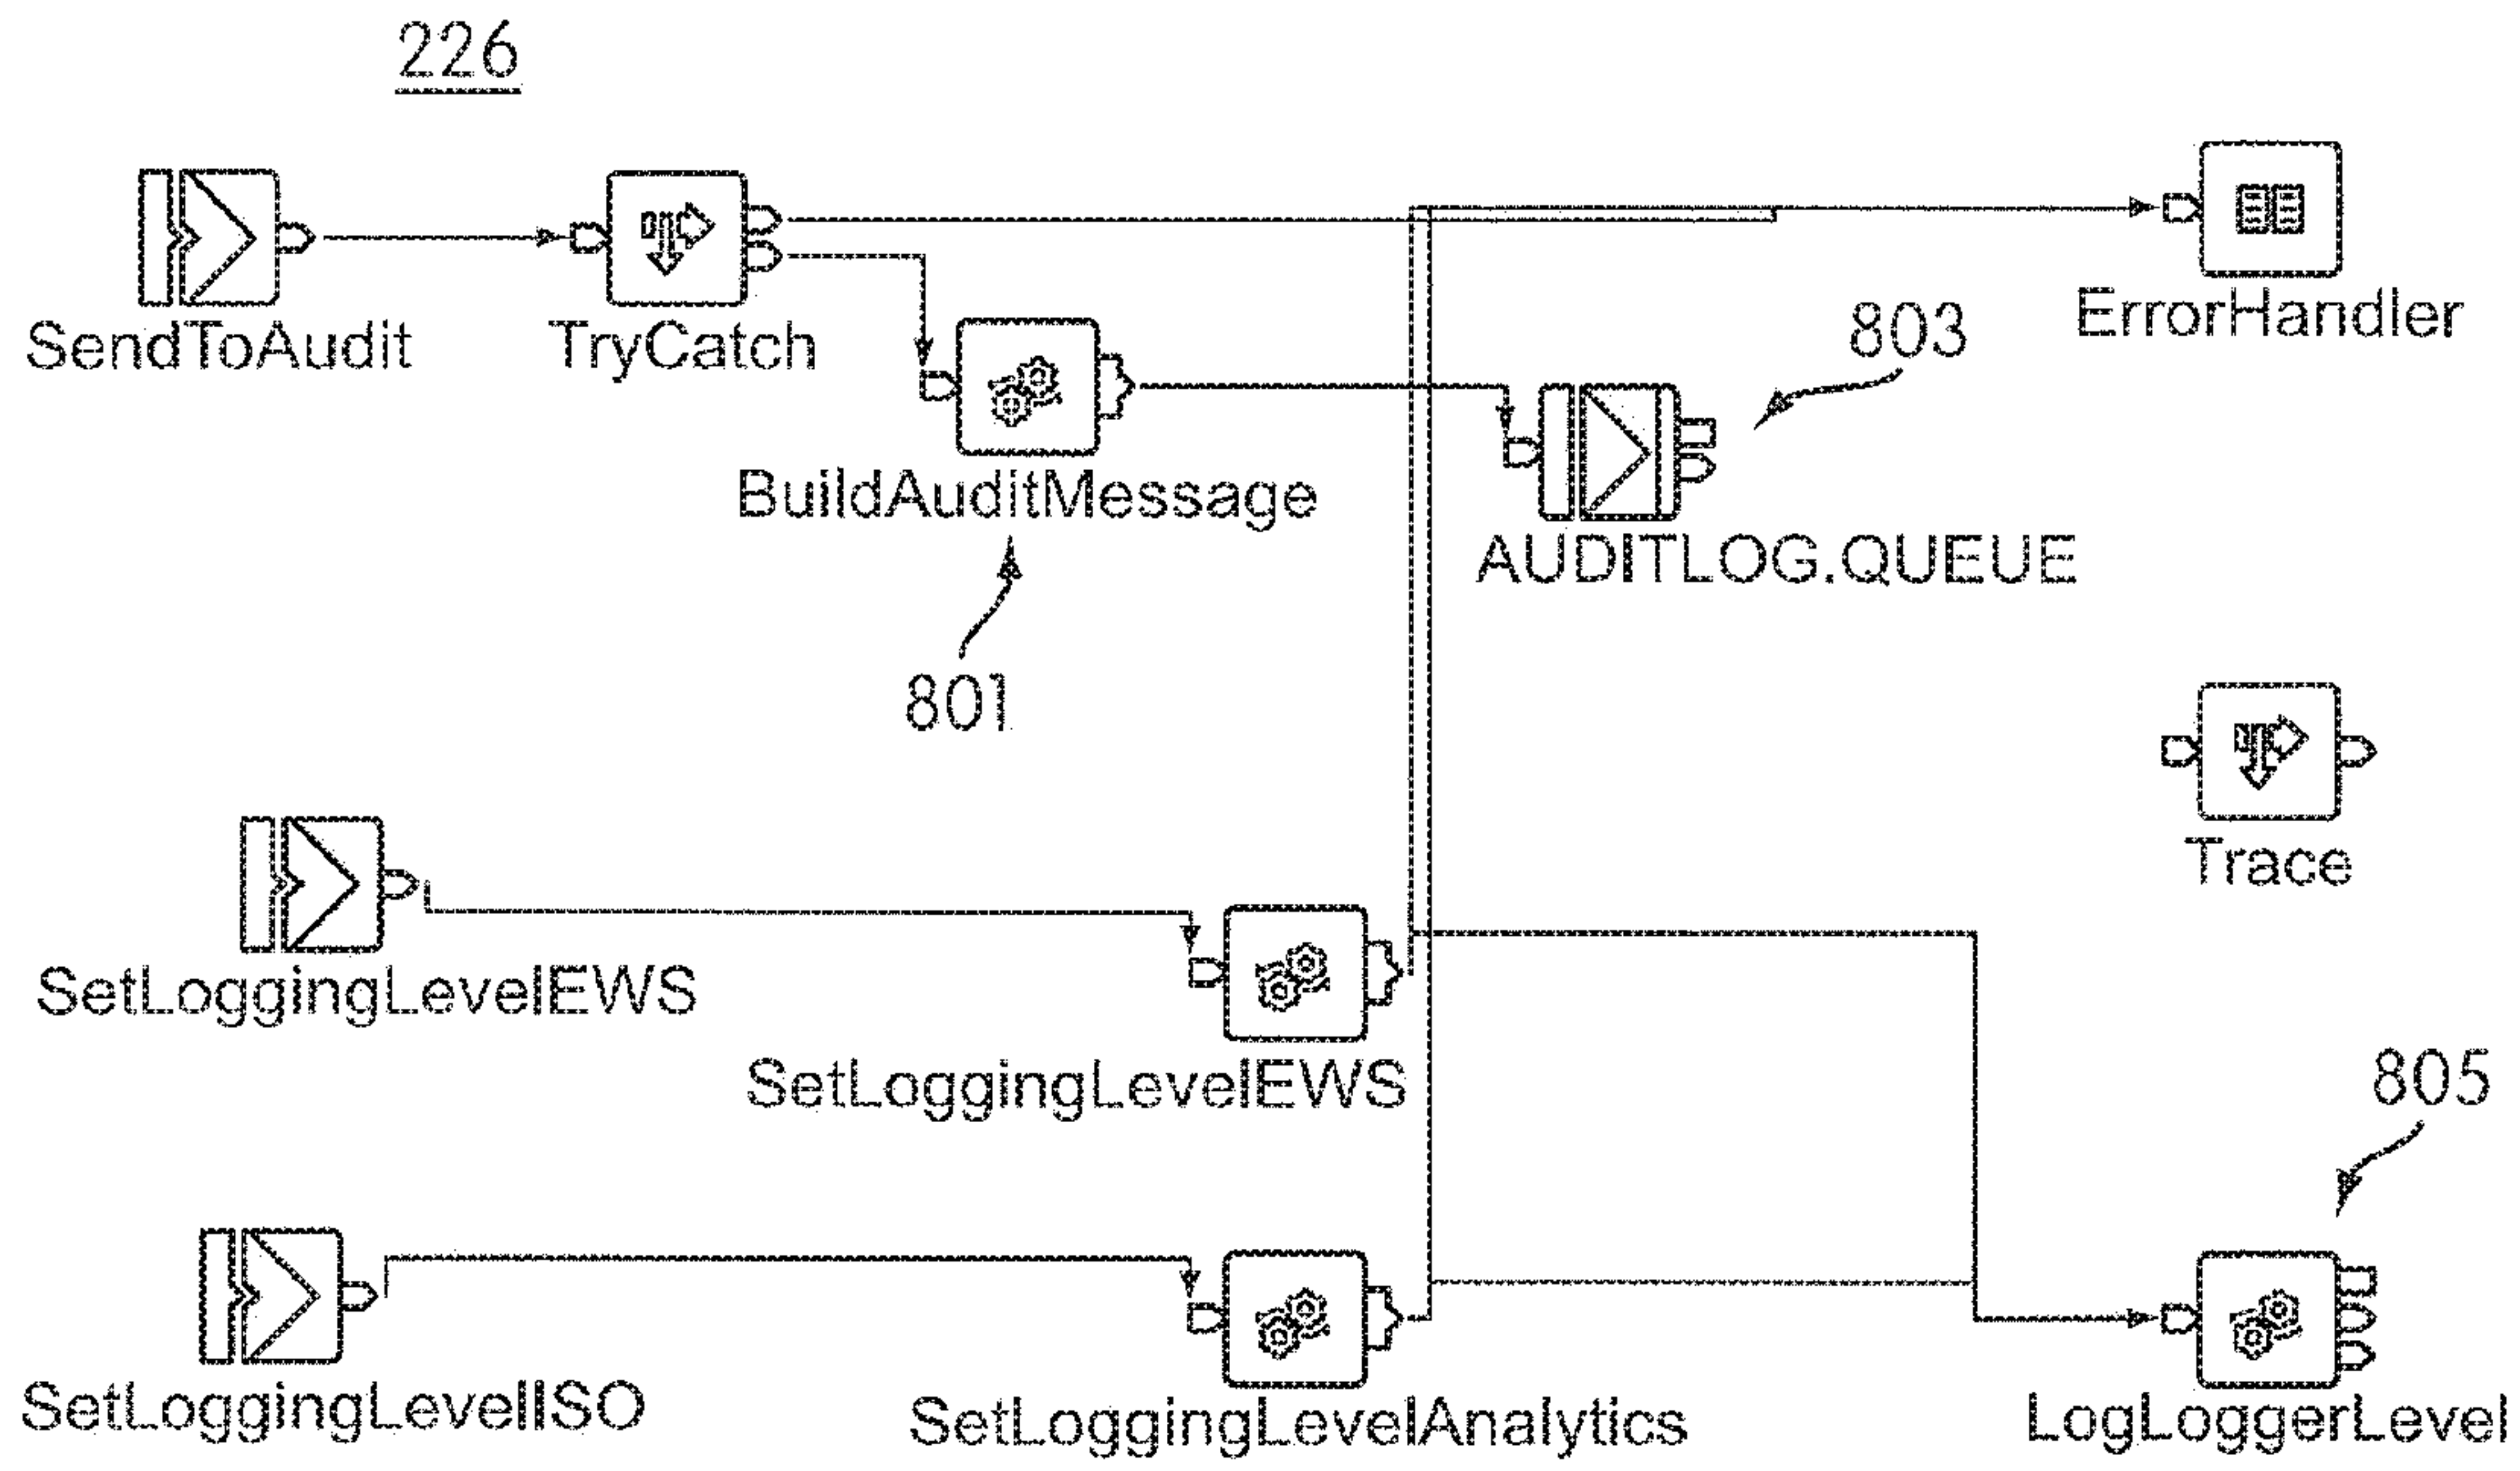 226
SendToAudit
TryCatch
ErrorHandler
803
BuildAuditMessage
AUDITLOG.QUEUE
801
Trace
SetLoggingLevelEWS
SetLoggingLevelEWS
805
SetLoggingLevelISO
SetLoggingLevelAnalytics
LogLoggerLevel